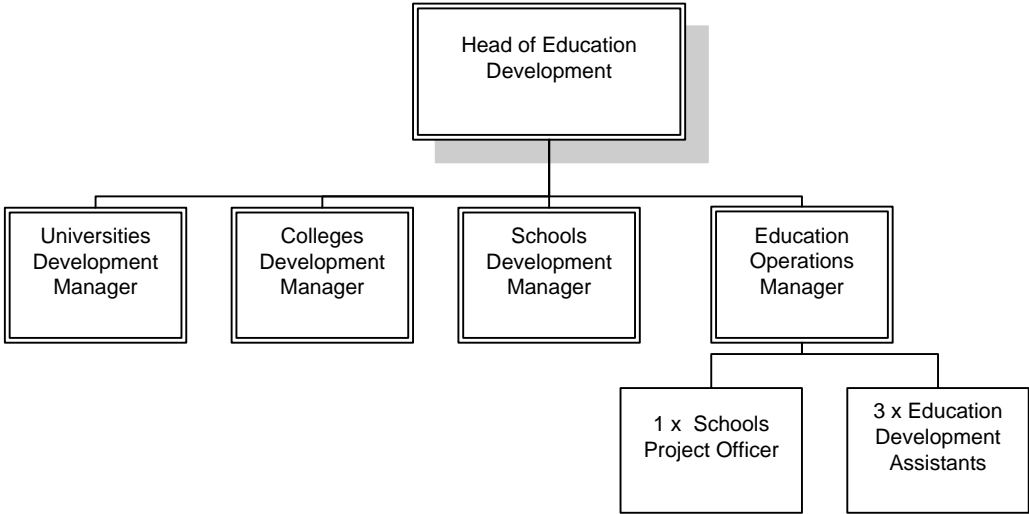 Head of Education
Development
Universities
Development
Manager
Colleges
Development
Manager
Schools
Development
Manager
Education
Operations
Manager
1 x  Schools
Project Officer
3 x Education
Development
Assistants